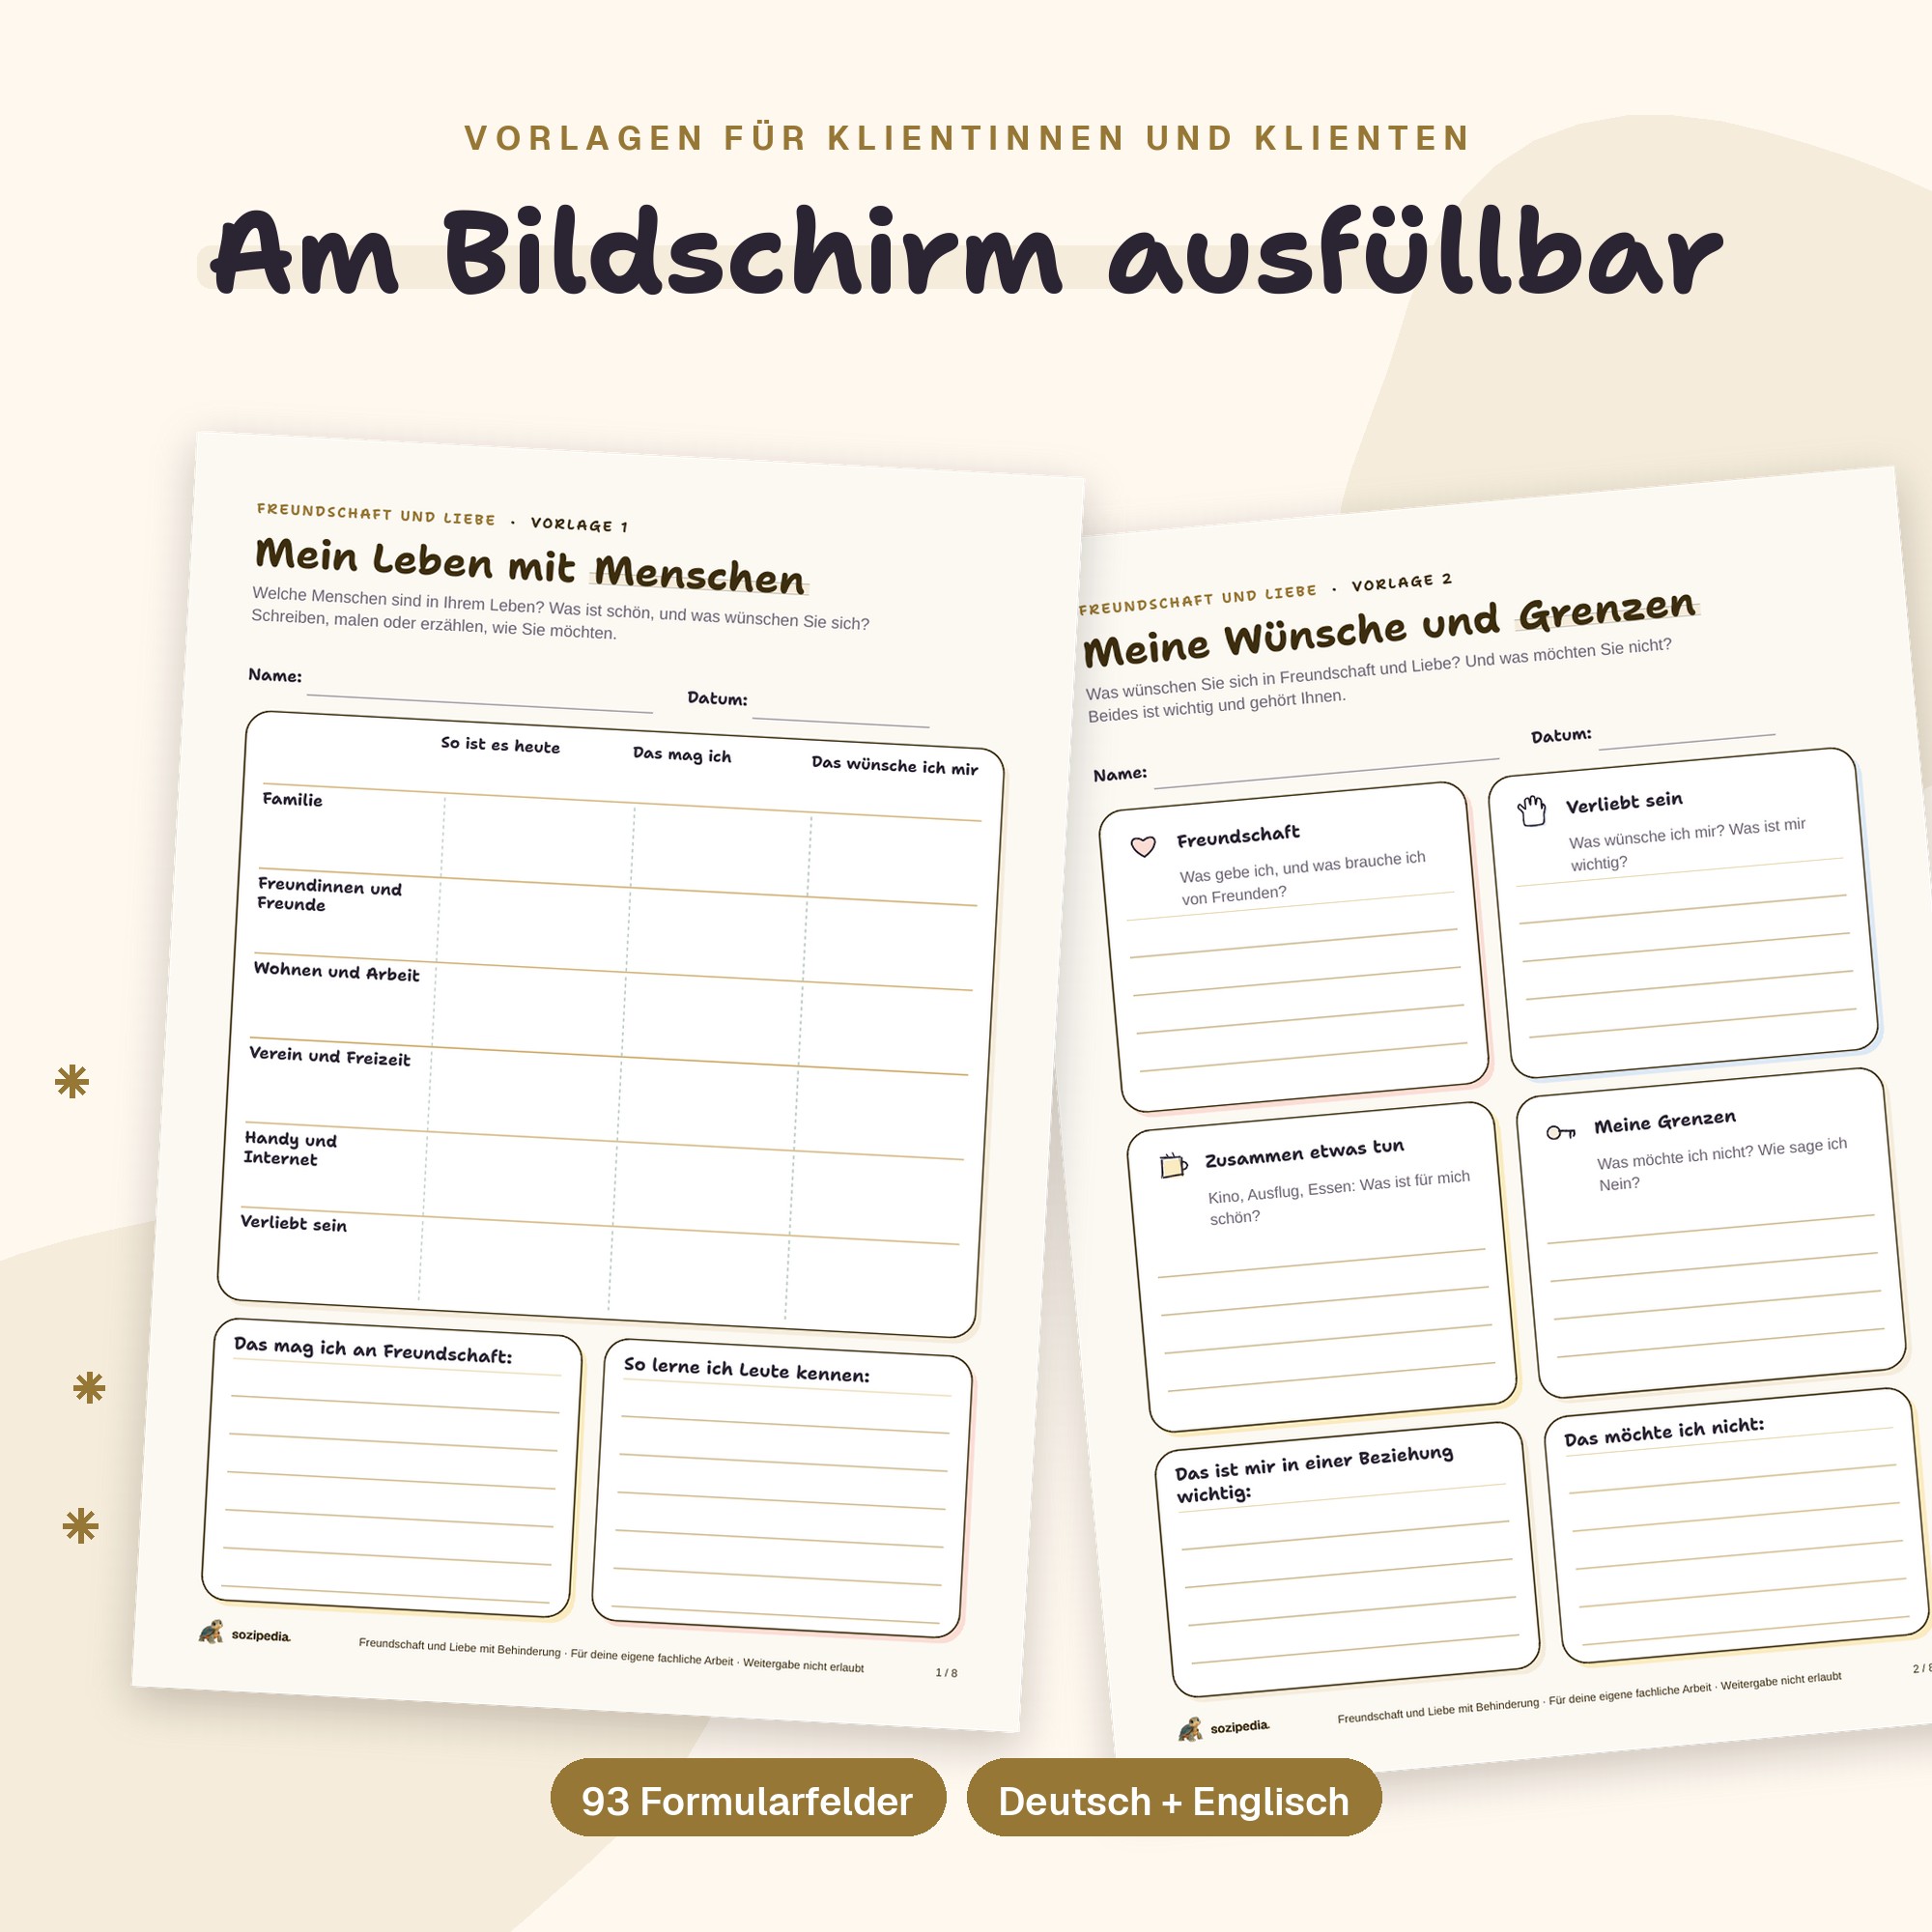 VORLAGEN FÜR KLIENTINNEN UND KLIENTEN
Am Bildschirm ausfüllbar
FREUNDSCHAFT UND LIEBE · VORLAGE 1
Mein Leben mit Menschen
Welche Menschen sind in Ihrem Leben? Was ist schön, und was wünschen Sie sich?
Schreiben, malen oder erzählen, wie Sie möchten.
Name:
Datum:
So ist es heute
Das mag ich
Das wünsche ich mir
Familie
Freundinnen und
Freunde
Wohnen und Arbeit
Verein und Freizeit
Handy und
Internet
Verliebt sein
Das mag ich an Freundschaft:
So lerne ich Leute kennen:
sozipedia.
Freundschaft und Liebe mit Behinderung · Für deine eigene fachliche Arbeit · Weitergabe nicht erlaubt
1 / 8
FREUNDSCHAFT UND LIEBE · VORLAGE 2
Meine Wünsche und Grenzen
Was wünschen Sie sich in Freundschaft und Liebe? Und was möchten Sie nicht?
Beides ist wichtig und gehört Ihnen.
Name:
Datum:
Freundschaft
Was gebe ich, und was brauche ich
von Freunden?
Verliebt sein
Was wünsche ich mir? Was ist mir
wichtig?
Zusammen etwas tun
Kino, Ausflug, Essen: Was ist für mich
schön?
Meine Grenzen
Was möchte ich nicht? Wie sage ich
Nein?
Das ist mir in einer Beziehung
wichtig:
Das möchte ich nicht:
sozipedia.
Freundschaft und Liebe mit Behinderung · Für deine eigene fachliche Arbeit · Weitergabe nicht erlaubt
2 / 8
93 Formularfelder
Deutsch + Englisch